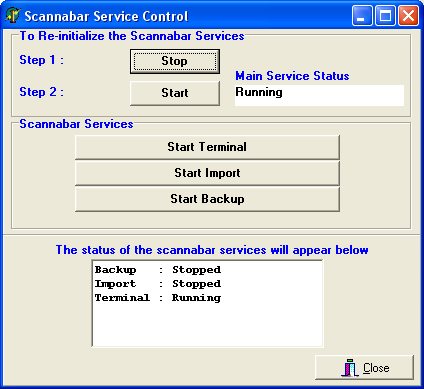 Scannabar Service Control
To Re-initialize the Scannabar Services
Step 1 :
Stop
Step 2 :
Start
Main Service Status
Running
Scannabar Services
Start Terminal
Start Import
Start Backup
The status of the scannabar services will appear below
Backup : Stopped
Import : Stopped
Terminal : Running
Close